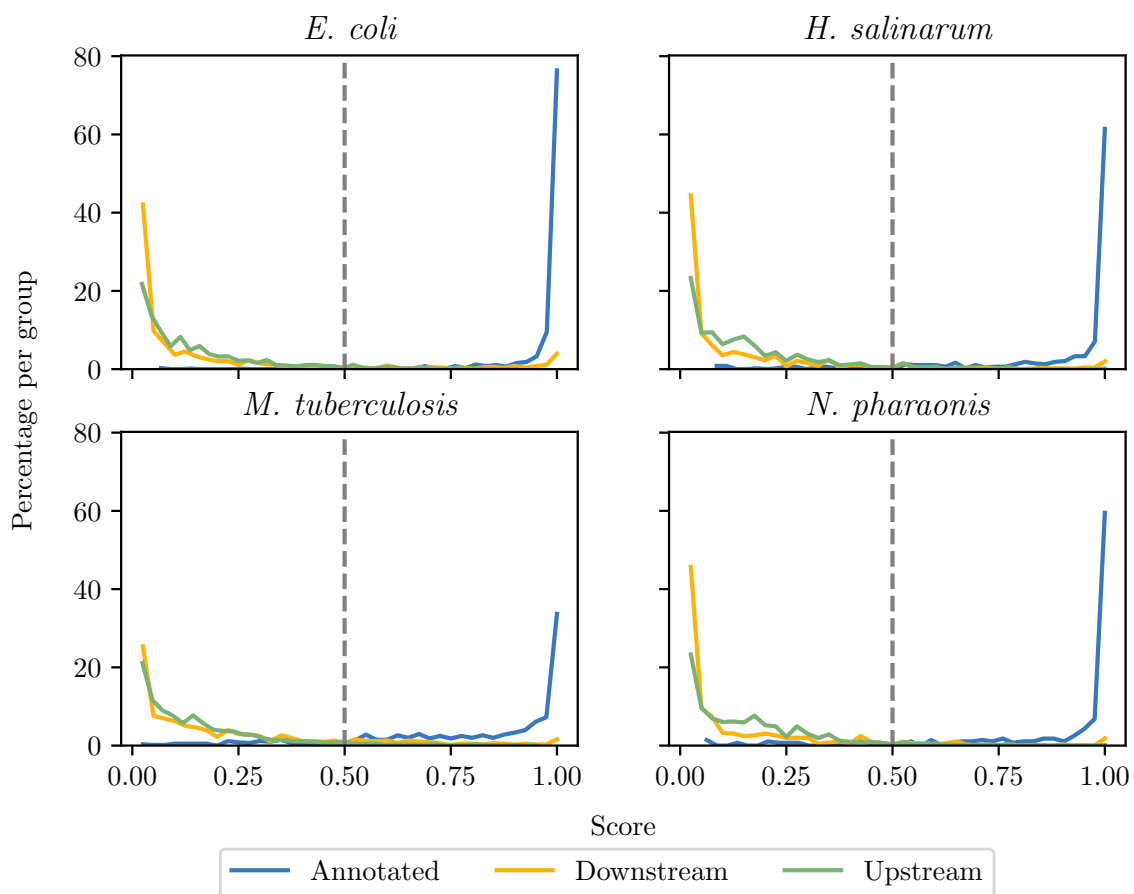 E. coli
H. salinarum
80
60
40
20
0
M. tuberculosis
N. pharaonis
80
60
40
20
0
Percentage per group
0.00 0.25 0.50 0.75 1.00
0.00 0.25 0.50 0.75 1.00
Score
Annotated Downstream Upstream